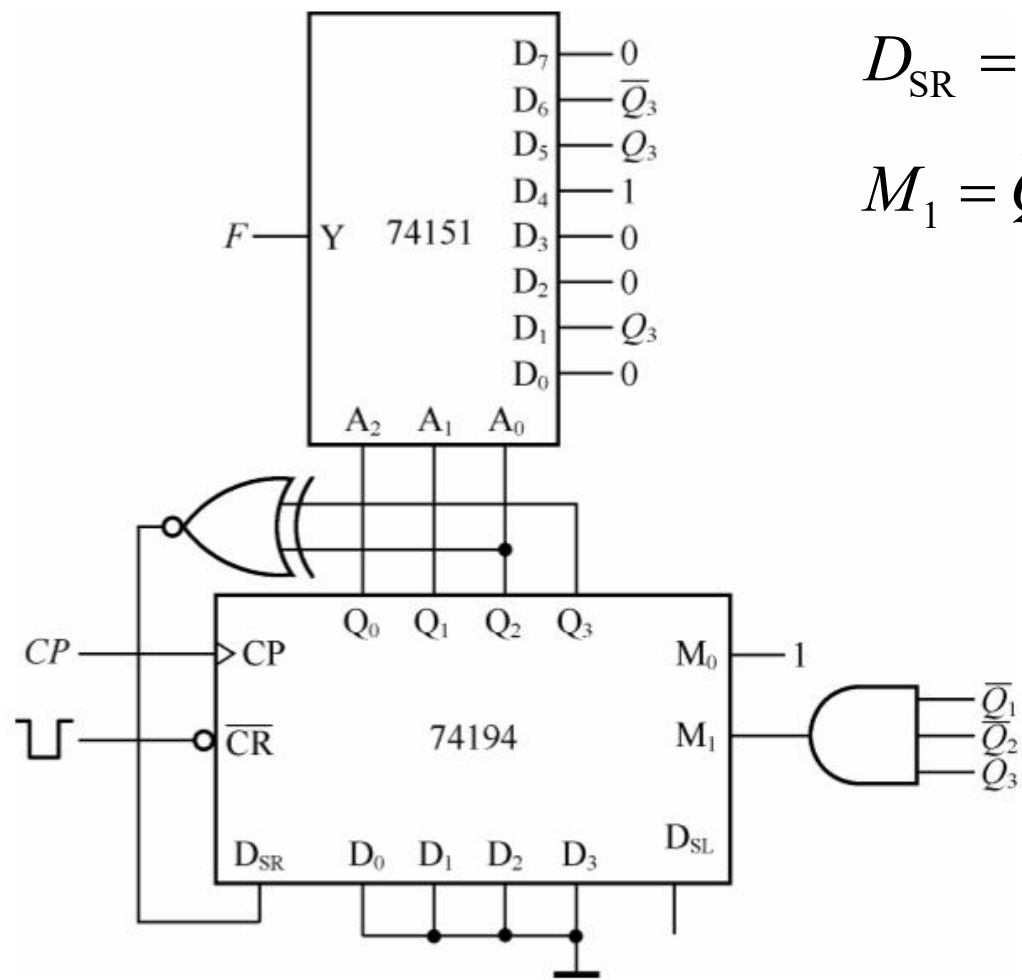 D₇ 0
D_SR =
D₆ Q̅₃
D₅ Q₃
D₄ 1
M₁ =
F Y 74151 D₃ 0
D₂ 0
D₁ Q₃
D₀ 0
A₂ A₁ A₀
Q₀ Q₁ Q₂ Q₃
CP CP M₀ 1
Q̅₁
C̅R̅ 74194 M₁ Q̅₂
Q₃
D_SR D₀ D₁ D₂ D₃ D_SL